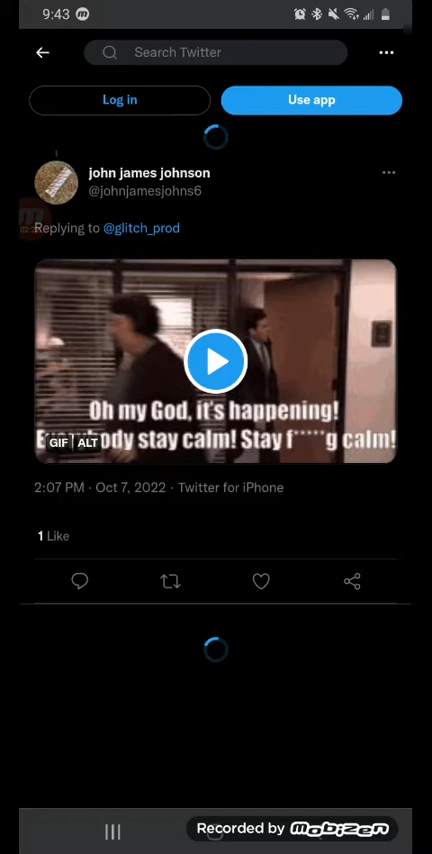 9:43
Search Twitter
Log in
Use app
john james johnson
@johnjamesjohns6
Replying to @glitch_prod
Oh my God, it's happening!
GIF ALT
ody stay calm! Stay f*****g calm!
2:07 PM · Oct 7, 2022 · Twitter for iPhone
1 Like
Recorded by Mobizen